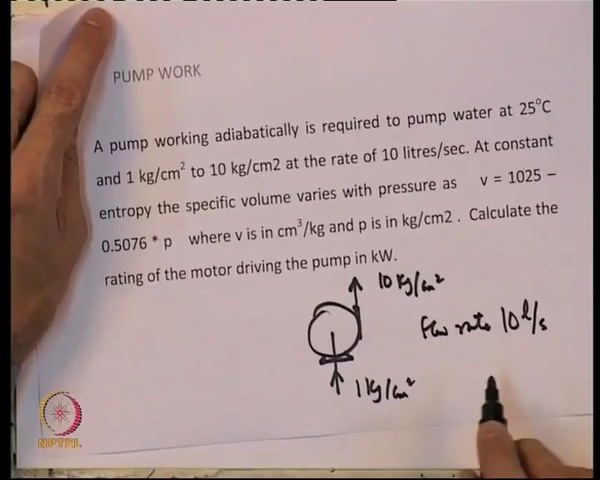 PUMP WORK
A pump working adiabatically is required to pump water at 25°C
and 1 kg/cm² to 10 kg/cm2 at the rate of 10 litres/sec. At constant
entropy the specific volume varies with pressure as v = 1025 –
0.5076 * p where v is in cm³/kg and p is in kg/cm2 . Calculate the
rating of the motor driving the pump in kW.
10 kg/cm²
Flow rate 10 l/s
1 kg/cm²
NPTEL